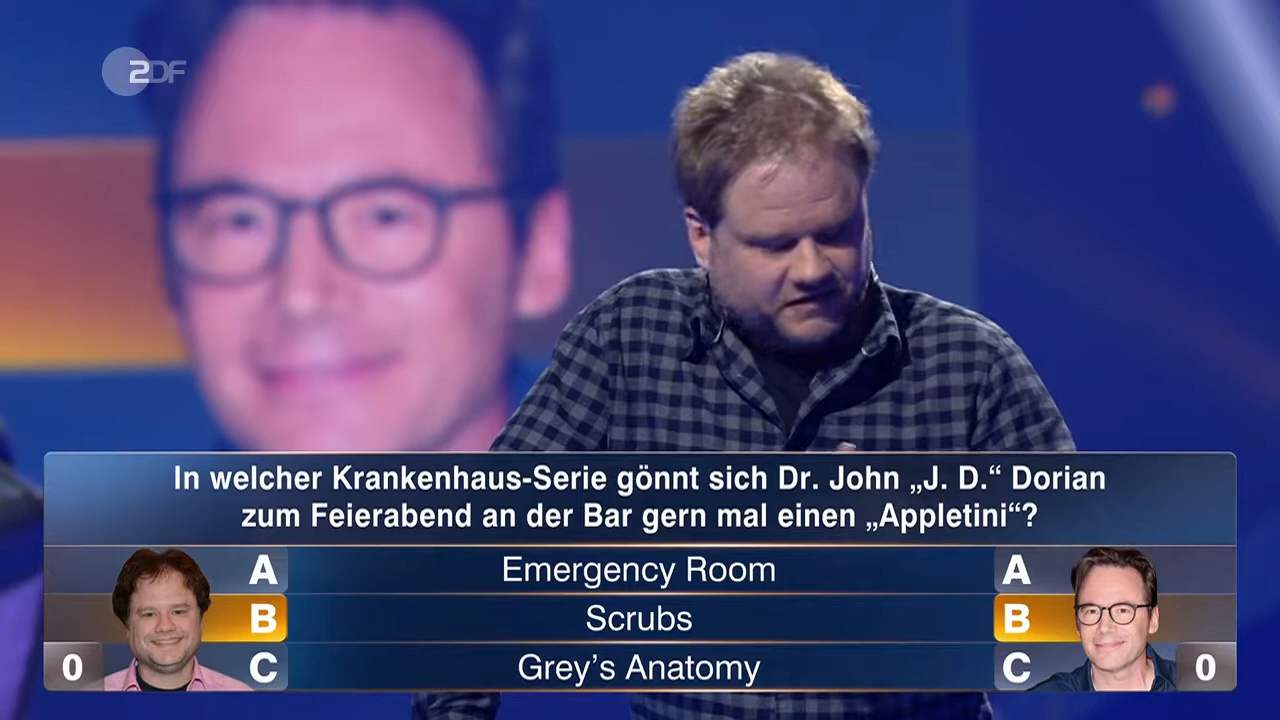 ZDF
In welcher Krankenhaus-Serie gönnt sich Dr. John „J. D.“ Dorian
zum Feierabend an der Bar gern mal einen „Appletini“?
A Emergency Room A
B Scrubs B
0 C Grey’s Anatomy C 0